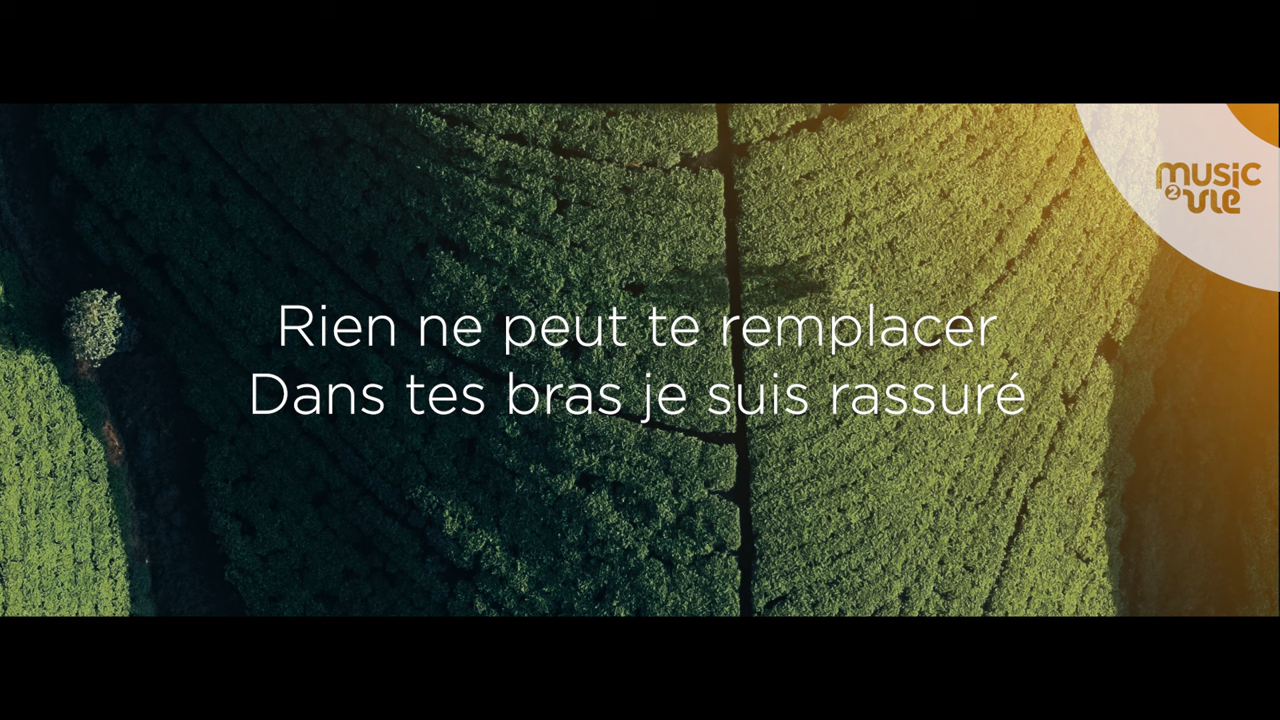 music
2 vie
Rien ne peut te remplacer
Dans tes bras je suis rassuré